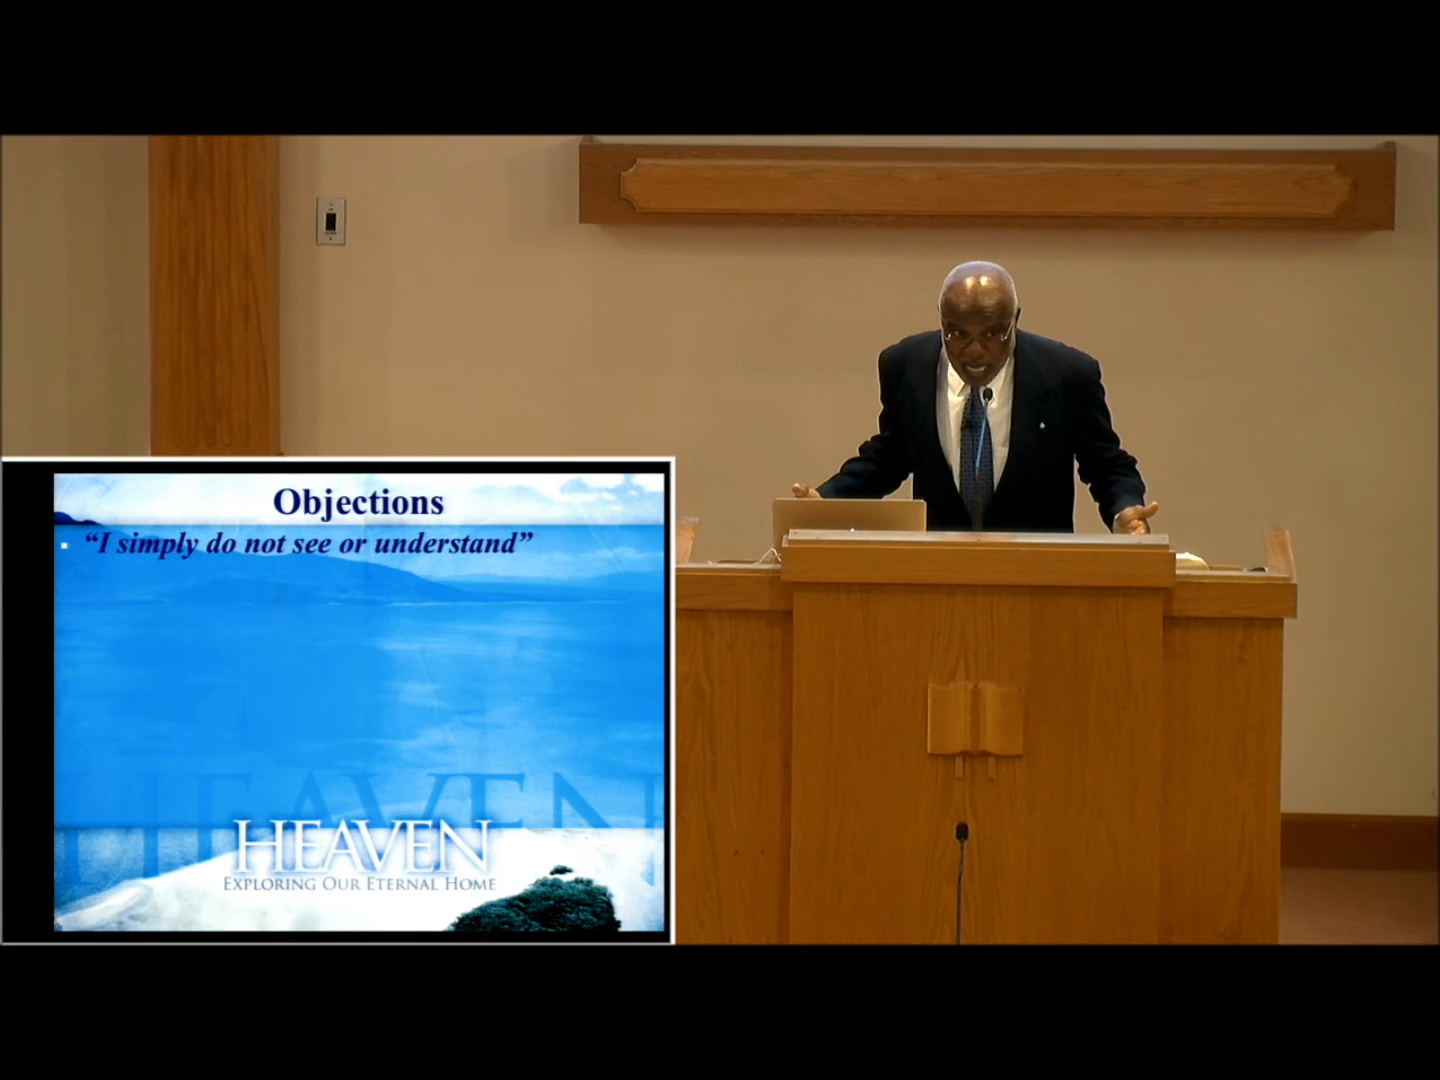 Objections
“I simply do not see or understand”
HEAVEN
HEAVEN
EXPLORING OUR ETERNAL HOME